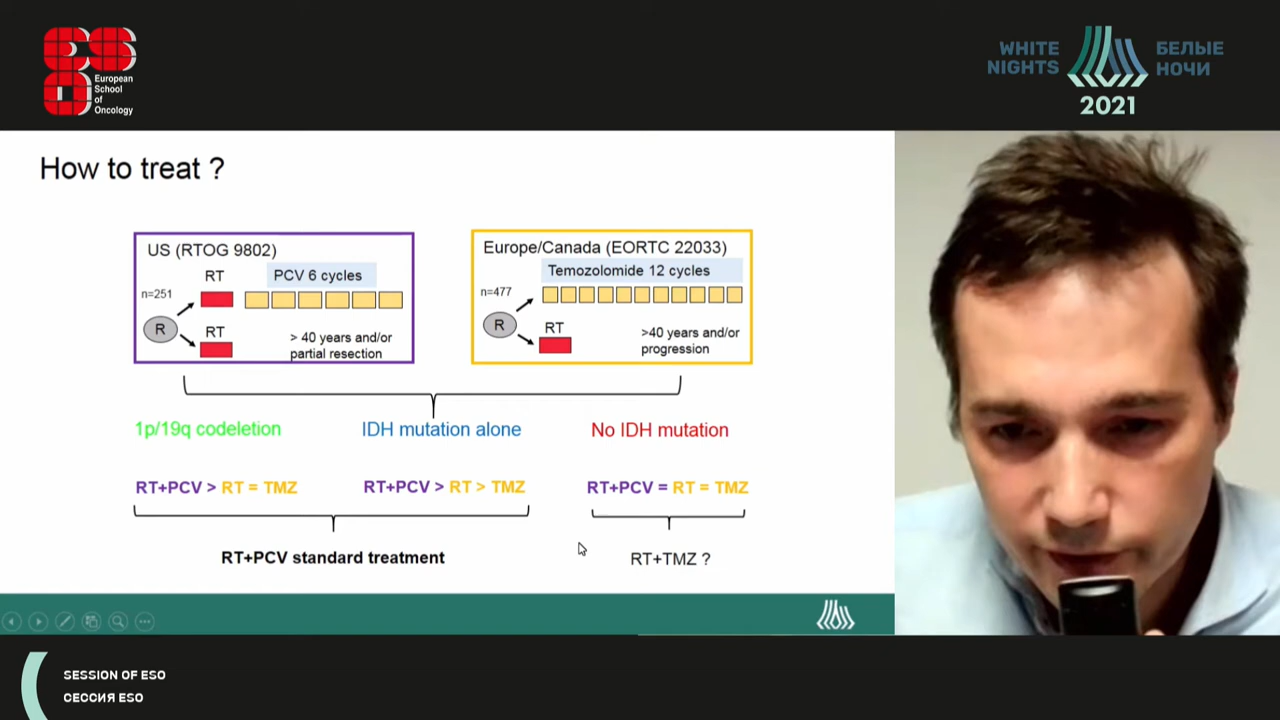 European
School
of
Oncology
WHITE
NIGHTS
БЕЛЫЕ
НОЧИ
2021
How to treat ?
US (RTOG 9802)
RT
PCV 6 cycles
n=251
R
RT
> 40 years and/or
partial resection
Europe/Canada (EORTC 22033)
Temozolomide 12 cycles
n=477
R
RT
>40 years and/or
progression
1p/19q codeletion
IDH mutation alone
No IDH mutation
RT+PCV > RT = TMZ
RT+PCV > RT > TMZ
RT+PCV = RT = TMZ
RT+PCV standard treatment
RT+TMZ ?
SESSION OF ESO
СЕССИЯ ESO